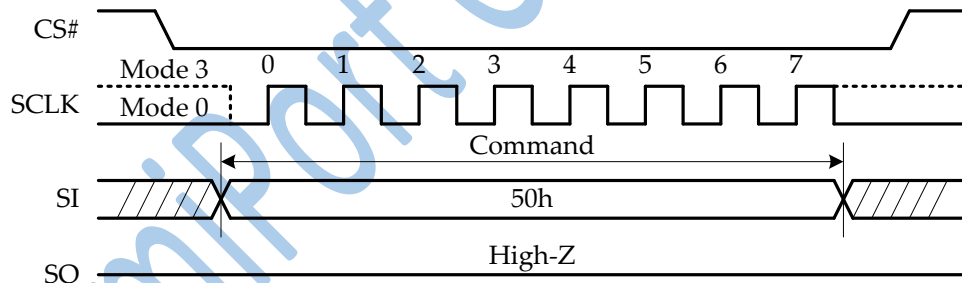 CS#
Mode 3 0 1 2 3 4 5 6 7
SCLK Mode 0
Command
SI 50h
High-Z
SO